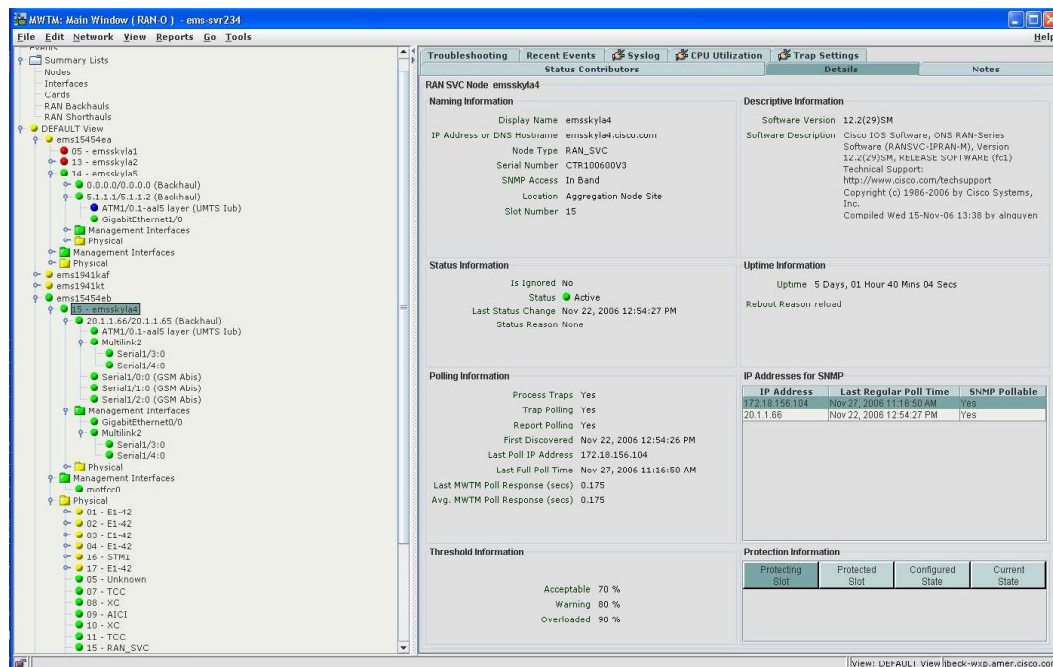 MWTM: Main Window ( RAN-O ) - ems-svr234
File Edit Network View Reports Go Tools Help
Events
Summary Lists
Nodes
Interfaces
Cards
RAN Backhauls
RAN Shorthauls
DEFAULT View
ems15454ea
05 - emsskyla1
13 - emsskyla2
14 - emsskyla5
0.0.0.0/0.0.0.0 (Backhaul)
5.1.1.1/5.1.1.2 (Backhaul)
ATM1/0.1-aal5 layer (UMTS Iub)
GigabitEthernet1/0
Management Interfaces
Physical
Management Interfaces
Physical
ems1941kaf
ems1941kt
ems15454eb
15 - emsskyla4
20.1.1.66/20.1.1.65 (Backhaul)
ATM1/0.1-aal5 layer (UMTS Iub)
Multilink2
Serial1/3:0
Serial1/4:0
Serial1/0:0 (GSM Abis)
Serial1/1:0 (GSM Abis)
Serial1/2:0 (GSM Abis)
Management Interfaces
GigabitEthernet0/0
Multilink2
Serial1/3:0
Serial1/4:0
Physical
Management Interfaces
motfcc0
Physical
01 - E1-42
02 - E1-42
03 - E1-42
04 - E1-42
16 - STM1
17 - E1-42
05 - Unknown
07 - TCC
08 - XC
09 - AICI
10 - XC
11 - TCC
15 - RAN_SVC
Troubleshooting Recent Events Syslog CPU Utilization Trap Settings
Status Contributors Details Notes
RAN SVC Node emsskyla4
Naming Information
Display Name emsskyla4
IP Address or DNS Hostname emsskyla4.cisco.com
Node Type RAN_SVC
Serial Number CTR100600V3
SNMP Access In Band
Location Aggregation Node Site
Slot Number 15
Descriptive Information
Software Version 12.2(29)SM
Software Description Cisco IOS Software, ONS RAN-Series
Software (RANSVC-IPRAN-M), Version
12.2(29)SM, RELEASE SOFTWARE (fc1)
Technical Support:
http://www.cisco.com/techsupport
Copyright (c) 1986-2006 by Cisco Systems,
Inc.
Compiled Wed 15-Nov-06 13:38 by alnguyen
Status Information
Is Ignored No
Status Active
Last Status Change Nov 22, 2006 12:54:27 PM
Status Reason None
Uptime Information
Uptime 5 Days, 01 Hour 40 Mins 04 Secs
Reboot Reason reload
Polling Information
Process Traps Yes
Trap Polling Yes
Report Polling Yes
First Discovered Nov 22, 2006 12:54:26 PM
Last Poll IP Address 172.18.156.104
Last Full Poll Time Nov 27, 2006 11:16:50 AM
Last MWTM Poll Response (secs) 0.175
Avg. MWTM Poll Response (secs) 0.175
IP Addresses for SNMP
IP Address Last Regular Poll Time SNMP Pollable
172.18.156.104 Nov 27, 2006 11:16:50 AM Yes
20.1.1.66 Nov 22, 2006 12:54:27 PM Yes
Threshold Information
Acceptable 70 %
Warning 80 %
Overloaded 90 %
Protection Information
Protecting Slot Protected Slot Configured State Current State
View: DEFAULT View jbeck-wxp.amer.cisco.com